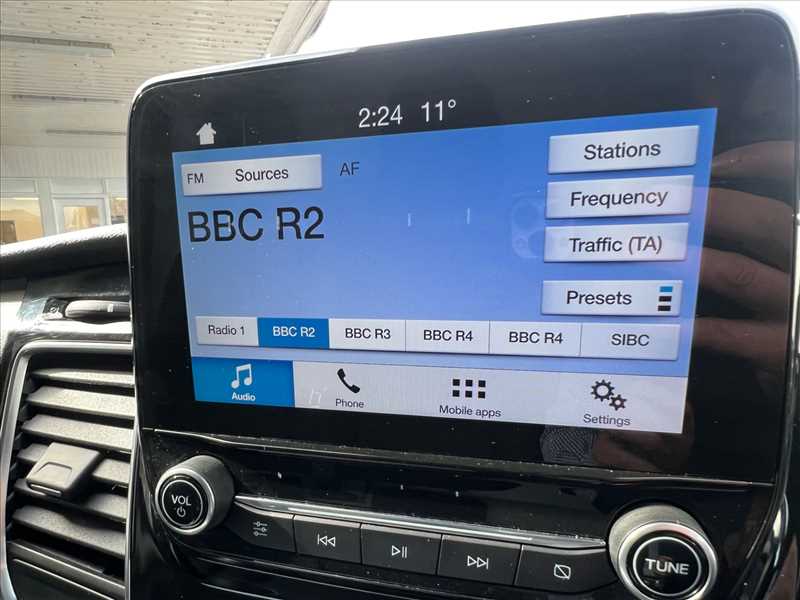 2:24 11°
FM Sources AF
Stations
BBC R2
Frequency
Traffic (TA)
Presets
Radio 1 BBC R2 BBC R3 BBC R4 BBC R4 SIBC
Audio Phone Mobile apps Settings
VOL
TUNE